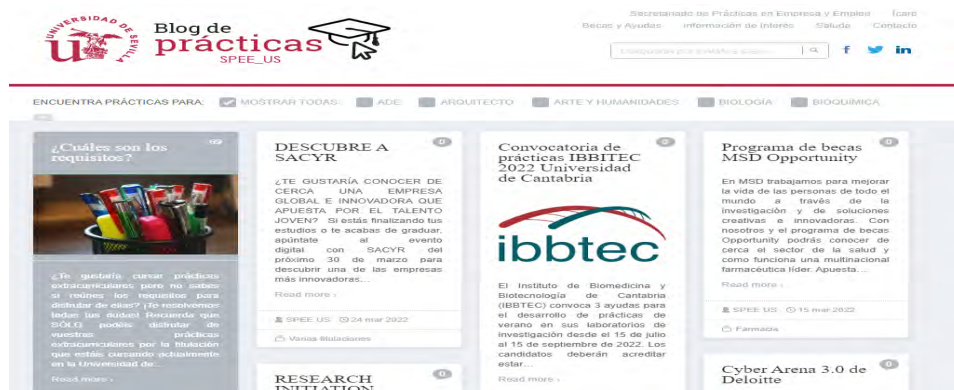 Secretariado de Prácticas en Empresa y Empleo Ícaro
Becas y Ayudas Información de Interés Saluda Contacto
UNIVERSIDAD DE SEVILLA
Blog de
prácticas
SPEE_US
ENCUENTRA PRÁCTICAS PARA: MOSTRAR TODAS ADE ARQUITECTO ARTE Y HUMANIDADES BIOLOGÍA BIOQUÍMICA
¿Cuáles son los
requisitos?
¿Te gustaría cursar prácticas
extracurriculares pero no sabes
si reúnes los requisitos para
disfrutar de ellas? ¡Te resolvemos
todas tus dudas! Recuerda que
SÓLO podéis disfrutar de
vuestras prácticas
extracurriculares por la titulación
que estás cursando actualmente
en la Universidad de...
Read more ›
DESCUBRE A
SACYR
0
¿TE GUSTARÍA CONOCER DE
CERCA UNA EMPRESA
GLOBAL E INNOVADORA QUE
APUESTA POR EL TALENTO
JOVEN? Si estás finalizando tus
estudios o te acabas de graduar,
apúntate al evento
digital con SACYR del
próximo 30 de marzo para
descubrir una de las empresas
más innovadoras...
Read more ›
SPEE US 24 mar 2022
Varias titulaciones
RESEARCH
INITIATION
0
Convocatoria de
prácticas IBBITEC
2022 Universidad
de Cantabria
0
ibbtec
El Instituto de Biomedicina y
Biotecnología de Cantabria
(IBBTEC) convoca 3 ayudas para
el desarrollo de prácticas de
verano en sus laboratorios de
investigación desde el 15 de julio
al 15 de septiembre de 2022. Los
candidatos deberán acreditar
estar...
Read more ›
Programa de becas
MSD Opportunity
0
En MSD trabajamos para mejorar
la vida de las personas de todo el
mundo a través de la
investigación y de soluciones
creativas e innovadoras. Con
nosotros y el programa de becas
Opportunity podrás conocer de
cerca el sector de la salud y
como funciona una multinacional
farmacéutica líder. Apuesta...
Read more ›
SPEE US 15 mar 2022
Farmacia
Cyber Arena 3.0 de
Deloitte
0